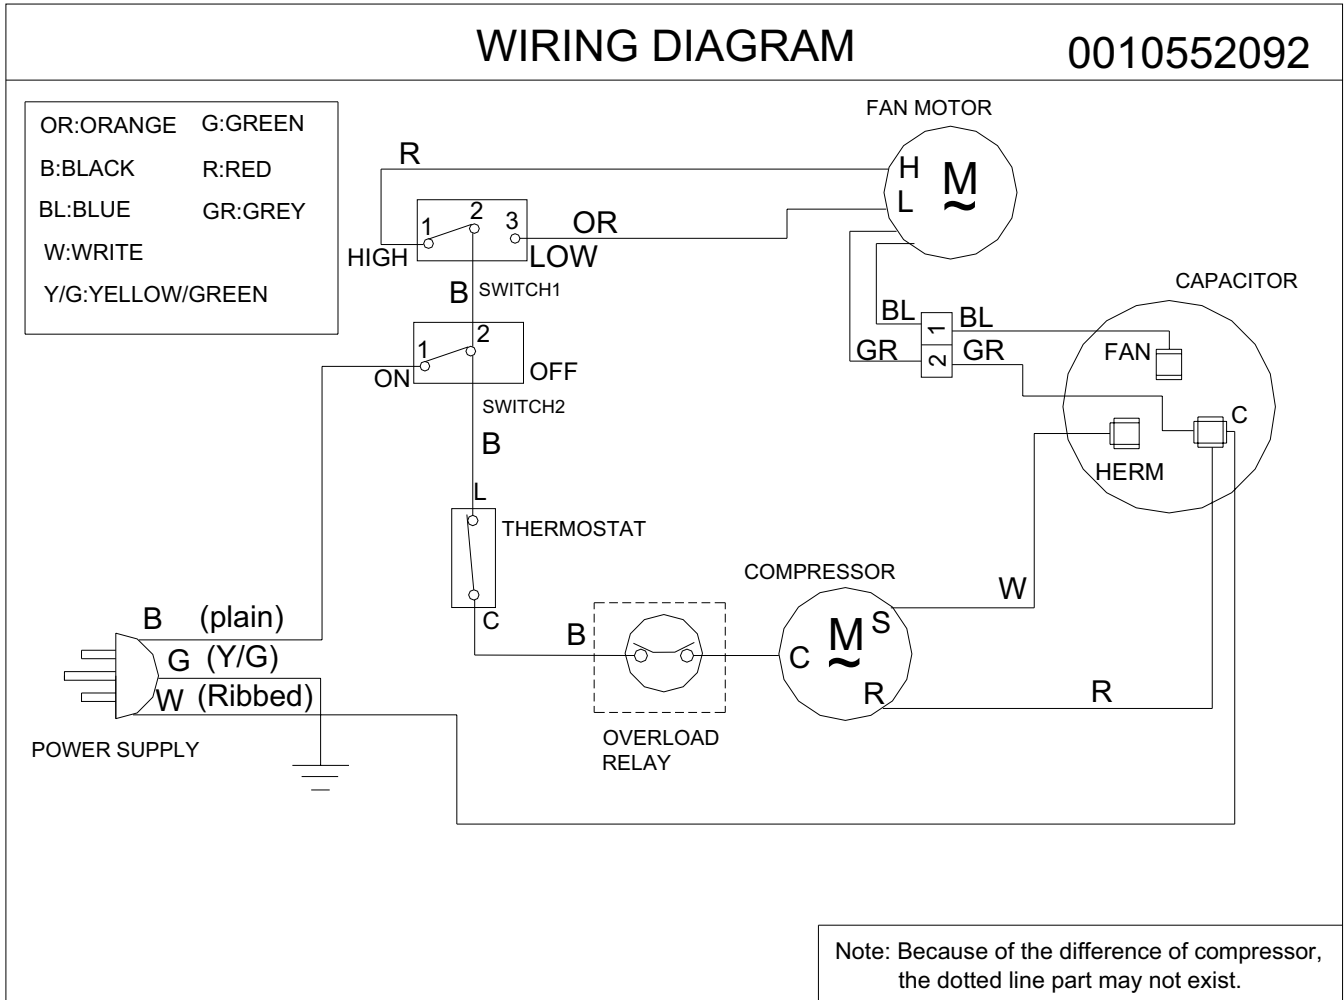 WIRING DIAGRAM
0010552092
OR:ORANGE G:GREEN
B:BLACK R:RED
BL:BLUE GR:GREY
W:WRITE
Y/G:YELLOW/GREEN
FAN MOTOR
H
M
~
L
R
1 2 3
HIGH
LOW
OR
B
SWITCH1
1 2
ON
OFF
SWITCH2
B
L
THERMOSTAT
C
BL 1 BL
GR 2 GR
CAPACITOR
FAN
C
HERM
COMPRESSOR
M
~
S
C
R
W
R
B
OVERLOAD
RELAY
B (plain)
G (Y/G)
W (Ribbed)
POWER SUPPLY
Note: Because of the difference of compressor,
the dotted line part may not exist.